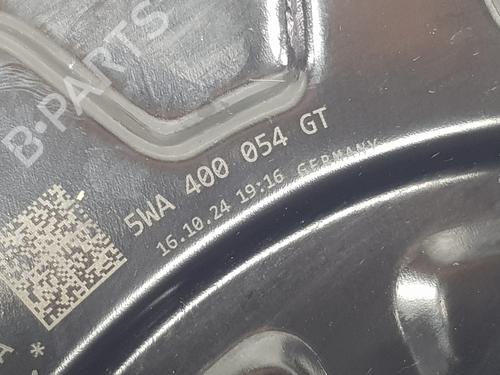 B-PARTS
5WA 400 054 GT
16.10.24 19:16 GERMANY
A
*